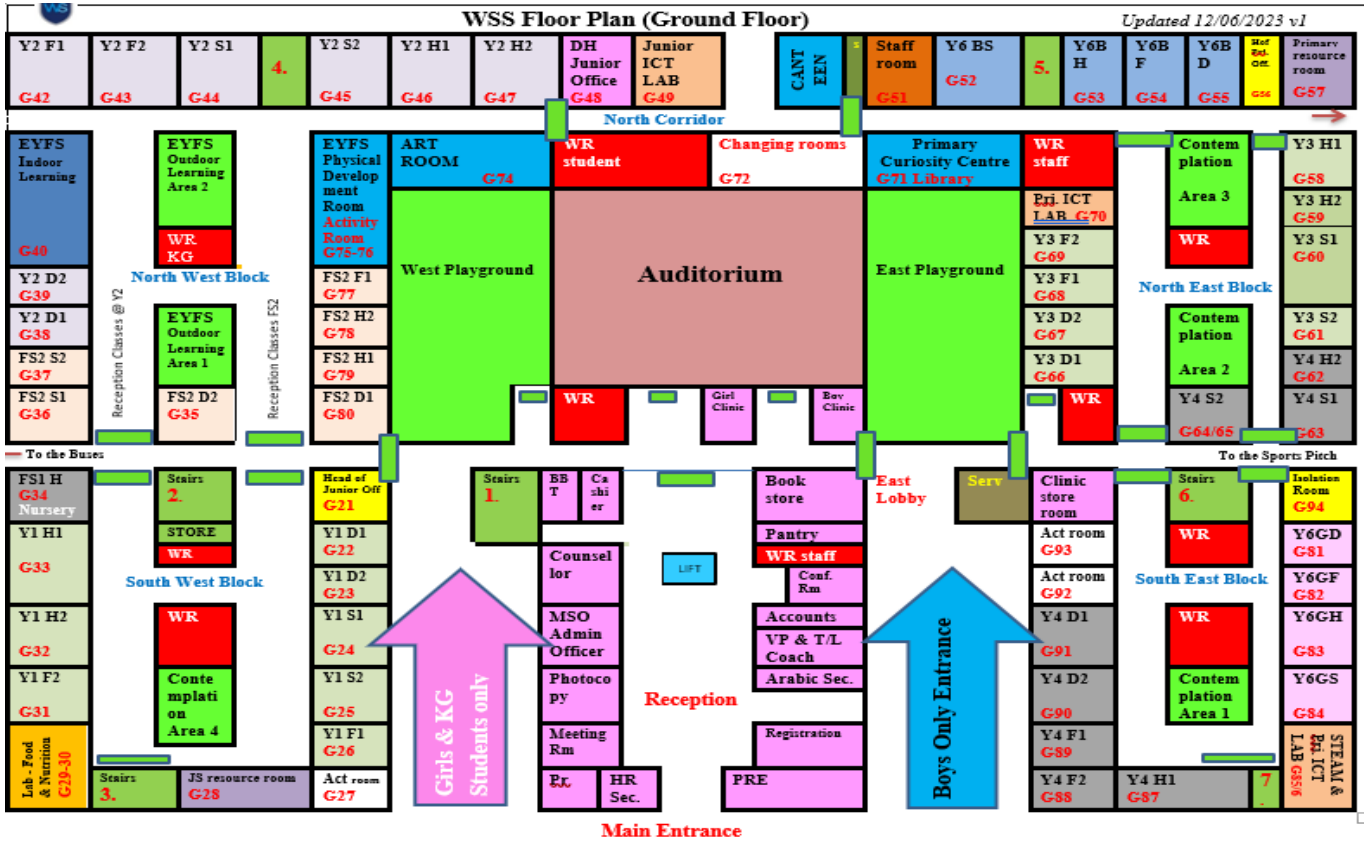 WS
WSS Floor Plan (Ground Floor)
Updated 12/06/2023 v1
Y2 F1
G42
Y2 F2
G43
Y2 S1
G44
4.
Y2 S2
G45
Y2 H1
G46
Y2 H2
G47
DH
Junior
Office
G48
Junior
ICT
LAB
G49
CANT
EEN
s
Staff
room
G51
Y6 BS
G52
5.
Y6B
H
G53
Y6B
F
G54
Y6B
D
G55
Off.
G56
Primary
resource
room
G57
North Corridor
EYFS
Indoor
Learning
G40
EYFS
Outdoor
Learning
Area 2
WR
KG
EYFS
Physical
Develop
ment
Room
Activity
Room
G75-76
ART
ROOM
G74
WR
student
Changing rooms
G72
Primary
Curiosity Centre
G71 Library
WR
staff
Contem
plation
Area 3
Y3 H1
G58
Pri. ICT
LAB G70
Y3 H2
G59
West Playground
Auditorium
East Playground
Y3 F2
G69
WR
Y3 S1
G60
North West Block
North East Block
Y2 D2
G39
FS2 F1
G77
Y3 F1
G68
Y2 D1
G38
Reception Classes @ Y2
EYFS
Outdoor
Learning
Area 1
Reception Classes FS2
FS2 H2
G78
Y3 D2
G67
Contem
plation
Area 2
Y3 S2
G61
FS2 S2
G37
FS2 H1
G79
Y3 D1
G66
Y4 H2
G62
FS2 S1
G36
FS2 D2
G35
FS2 D1
G80
WR
Girl
Clinic
Boy
Clinic
WR
Y4 S2
G64/65
Y4 S1
G63
To the Buses
To the Sports Pitch
FS1 H
G34
Nursery
Stairs
2.
Head of
Junior Off
G21
Stairs
1.
BB
T
Ca
shi
er
Book
store
East
Lobby
Serv
Clinic
store
room
Stairs
6.
Isolation
Room
G94
Y1 H1
G33
STORE
WR
Y1 D1
G22
Pantry
WR staff
Act room
G93
WR
Y6GD
G81
South West Block
Y1 D2
G23
Counsel
lor
LIFT
Conf.
Rm
Act room
G92
South East Block
Y6GF
G82
Y1 H2
G32
WR
Y1 S1
G24
MSO
Admin
Officer
Accounts
VP & T/L
Coach
Y4 D1
G91
WR
Y6GH
G83
Y1 F2
G31
Conte
mplati
on
Area 4
Y1 S2
G25
Girls & KG
Students only
Photoco
py
Reception
Arabic Sec.
Boys Only Entrance
Y4 D2
G90
Contem
plation
Area 1
Y6GS
G84
Lab - Food
& Nutrition
G29-30
Y1 F1
G26
Meeting
Rm
Registration
Y4 F1
G89
STEAM &
Pri. ICT
LAB G85/6
Stairs
3.
JS resource room
G28
Act room
G27
Pr.
HR
Sec.
PRE
Y4 F2
G88
Y4 H1
G87
7
.
Main Entrance